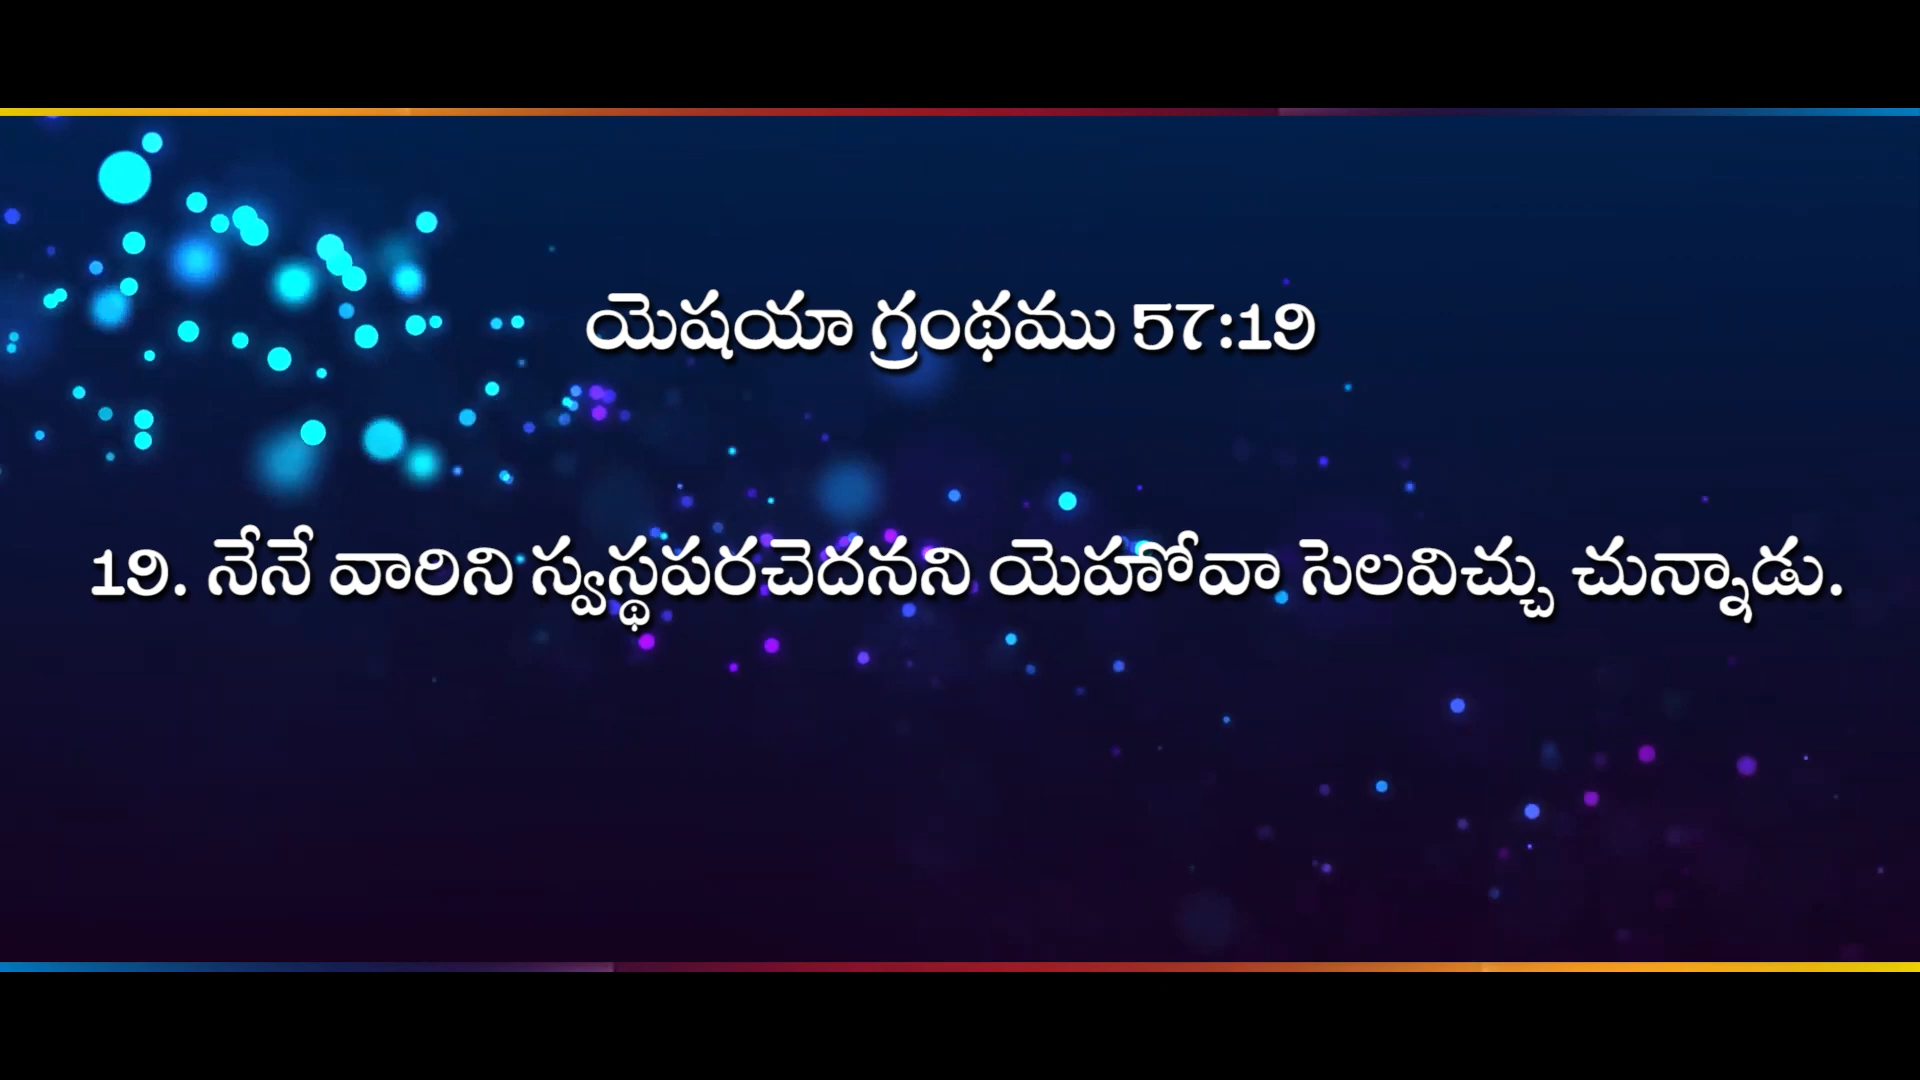 యెషయా గ్రంథము 57:19
19. నేనే వారిని స్వస్థపరచెదనని యెహోవా సెలవిచ్చు చున్నాడు.